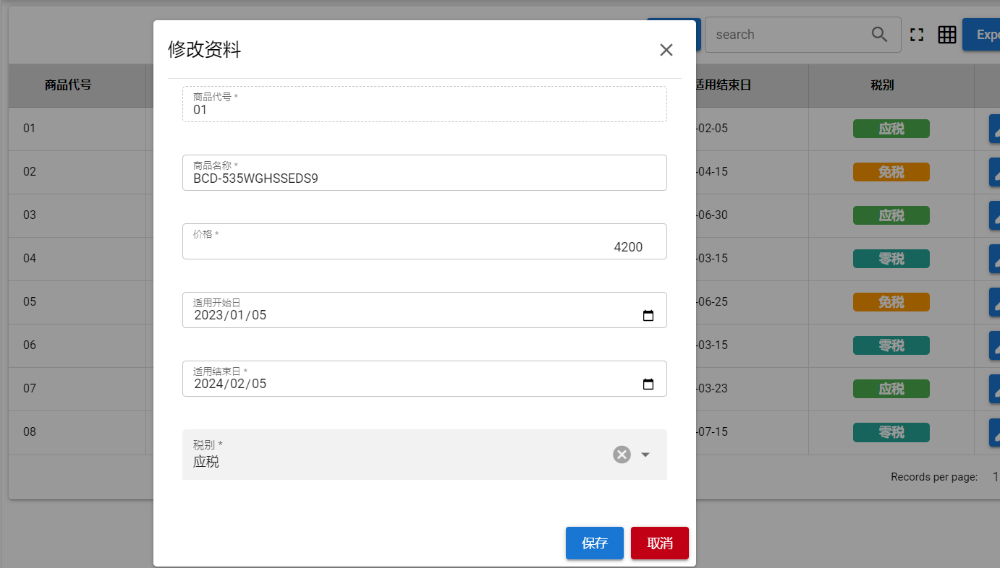 search
Expo
修改资料
商品代号
适用结束日
税别
商品代号 *
01
商品名称 *
BCD-535WGHSSEDS9
价格 *
4200
适用开始日
2023/01/05
适用结束日 *
2024/02/05
税别 *
应税
保存
取消
01
-02-05
应税
02
-04-15
免税
03
-06-30
应税
04
-03-15
零税
05
-06-25
免税
06
-03-15
零税
07
-03-23
应税
08
-07-15
零税
Records per page:
1